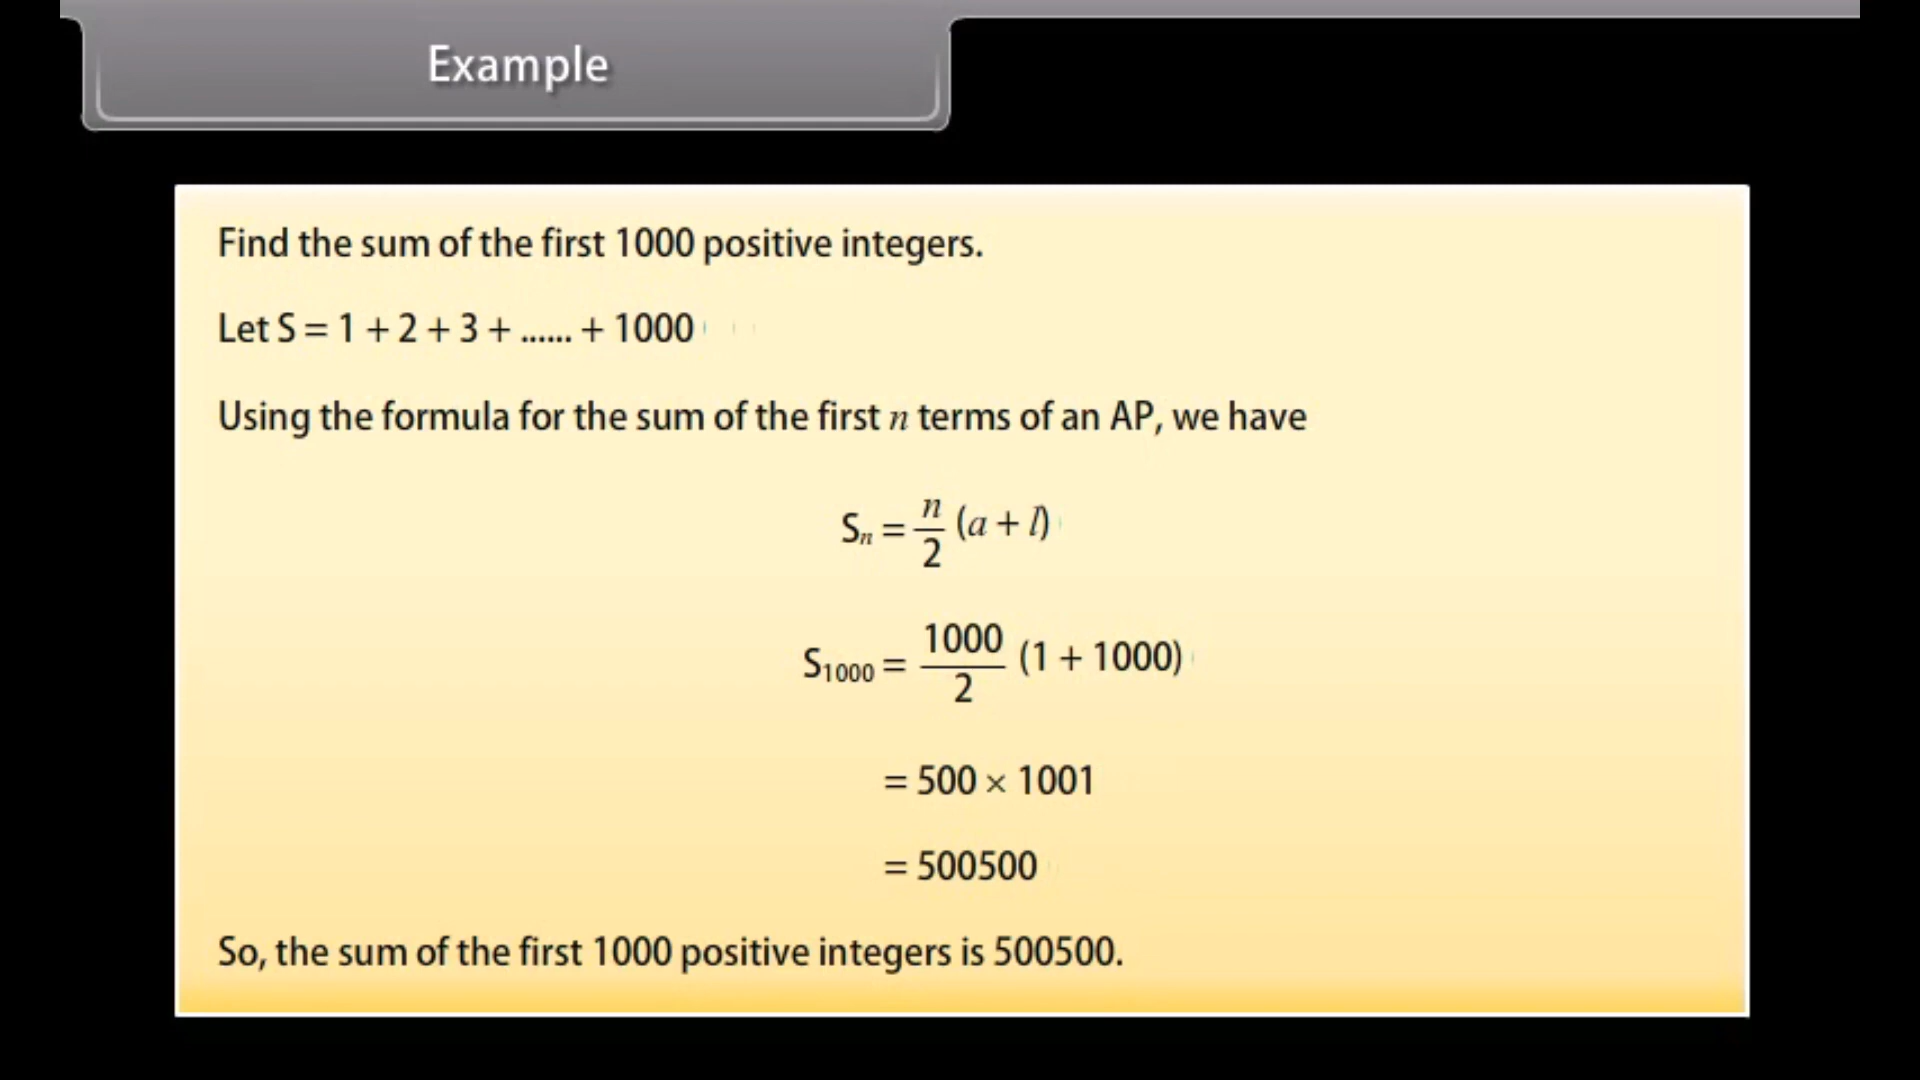 Example
Find the sum of the first 1000 positive integers.
Let S = 1 + 2 + 3 + ...... + 1000
Using the formula for the sum of the first n terms of an AP, we have
Sₙ = n/2 (a + l)
S₁₀₀₀ = 1000/2 (1 + 1000)
= 500 × 1001
= 500500
So, the sum of the first 1000 positive integers is 500500.